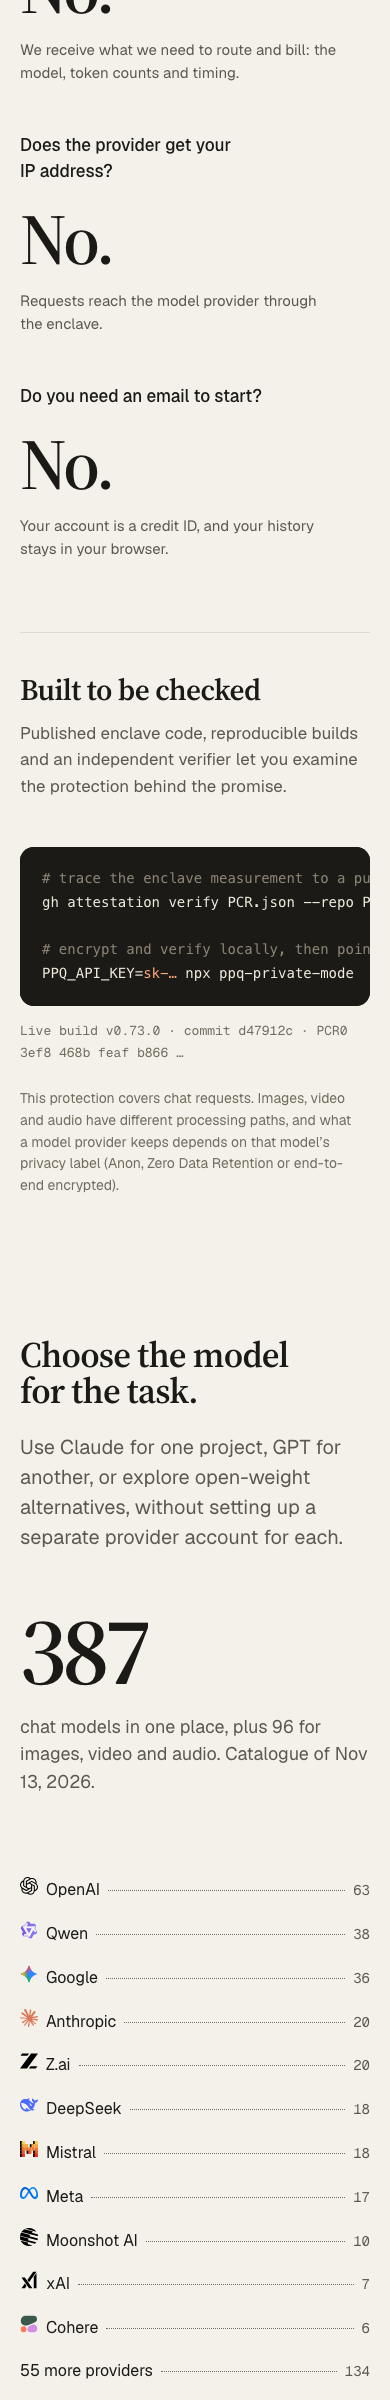 No.
We receive what we need to route and bill: the
model, token counts and timing.
Does the provider get your
IP address?
No.
Requests reach the model provider through
the enclave.
Do you need an email to start?
No.
Your account is a credit ID, and your history
stays in your browser.
Built to be checked
Published enclave code, reproducible builds
and an independent verifier let you examine
the protection behind the promise.
# trace the enclave measurement to a pu
gh attestation verify PCR.json --repo P
# encrypt and verify locally, then poin
PPQ_API_KEY=sk-… npx ppq-private-mode
Live build v0.73.0 · commit d47912c · PCR0
3ef8 468b feaf b866 …
This protection covers chat requests. Images, video
and audio have different processing paths, and what
a model provider keeps depends on that model’s
privacy label (Anon, Zero Data Retention or end-to-
end encrypted).
Choose the model
for the task.
Use Claude for one project, GPT for
another, or explore open-weight
alternatives, without setting up a
separate provider account for each.
387
chat models in one place, plus 96 for
images, video and audio. Catalogue of Nov
13, 2026.
OpenAI 63
Qwen 38
Google 36
Anthropic 20
Z.ai 20
DeepSeek 18
Mistral 18
Meta 17
Moonshot AI 10
xAI 7
Cohere 6
55 more providers 134